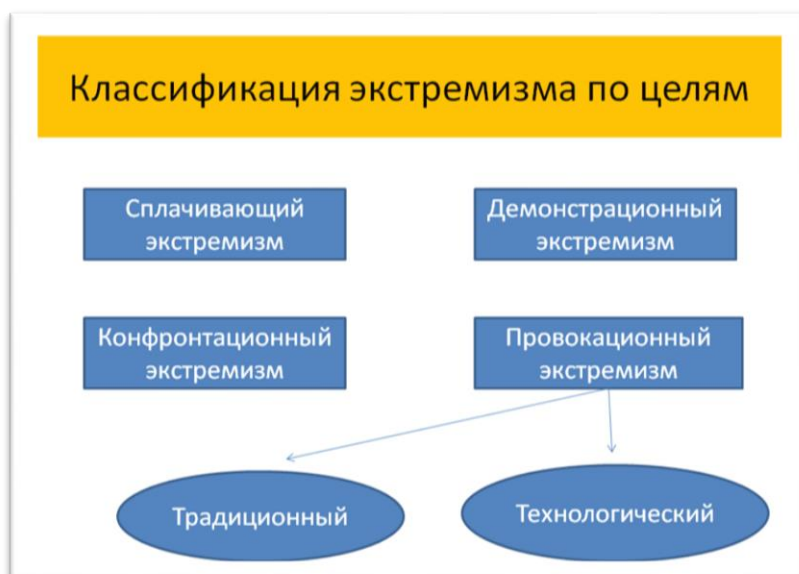 Классификация экстремизма по целям
Сплачивающий
экстремизм
Демонстрационный
экстремизм
Конфронтационный
экстремизм
Провокационный
экстремизм
Традиционный
Технологический